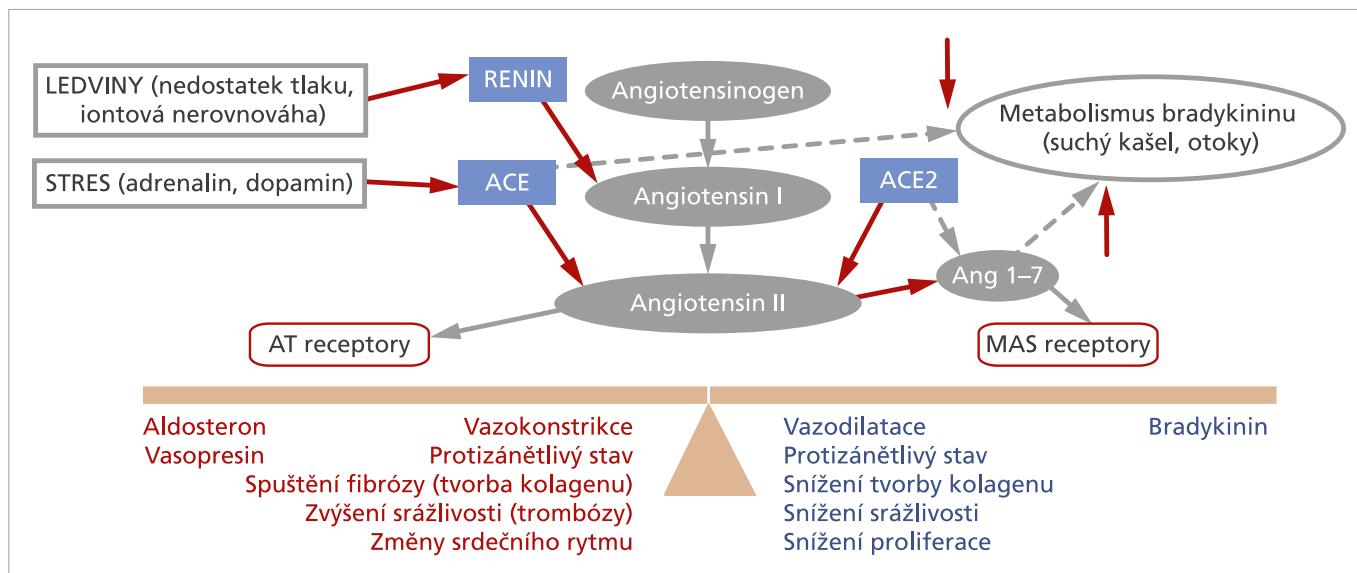 LEDVINY (nedostatek tlaku,
iontová nerovnováha)
RENIN
Angiotensinogen
Metabolismus bradykininu
(suchý kašel, otoky)
STRES (adrenalin, dopamin)
ACE
Angiotensin I
ACE2
Angiotensin II
Ang 1–7
AT receptory
MAS receptory
Aldosteron
Vasopresin
Vazokonstrikce
Protizánětlivý stav
Spuštění fibrózy (tvorba kolagenu)
Zvýšení srážlivosti (trombózy)
Změny srdečního rytmu
Vazodilatace
Protizánětlivý stav
Snížení tvorby kolagenu
Snížení srážlivosti
Snížení proliferace
Bradykinin